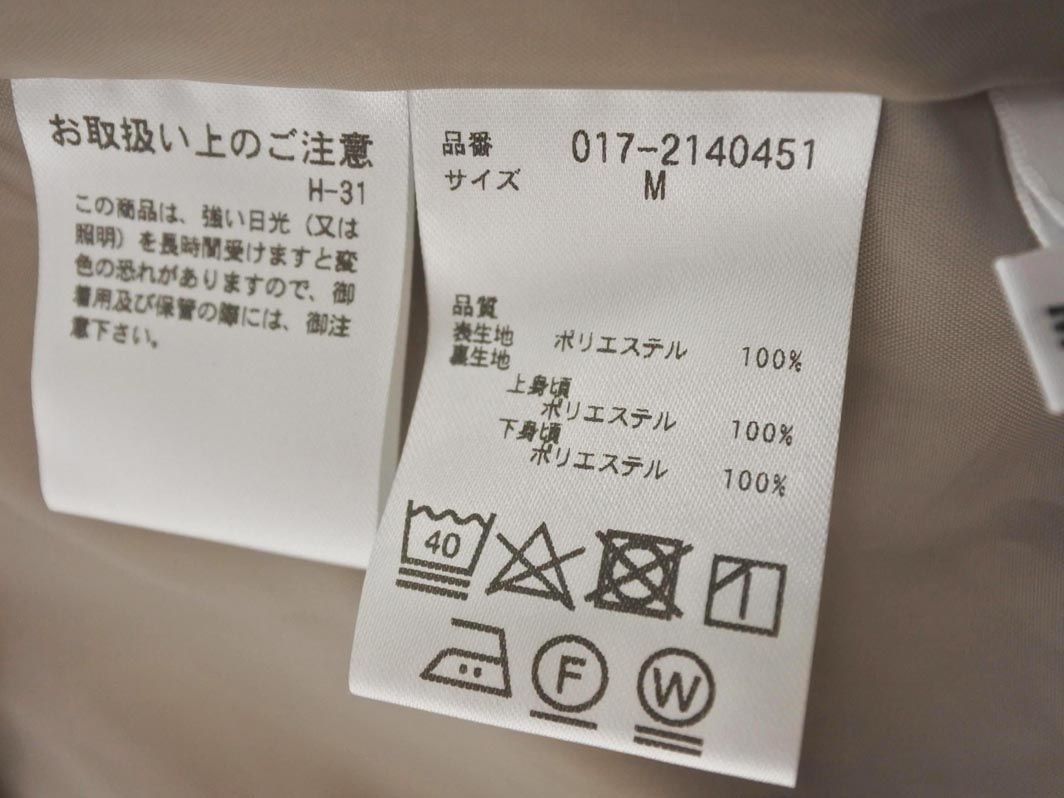 お取扱い上のご注意
H-31
この商品は、強い日光（又は
照明）を長時間受けますと変
色の恐れがありますので、御
着用及び保管の際には、御注
意下さい。
品番 017-2140451
サイズ M
品質
表生地 ポリエステル 100%
裏生地
上身頃
ポリエステル 100%
下身頃
ポリエステル 100%
40
F
W